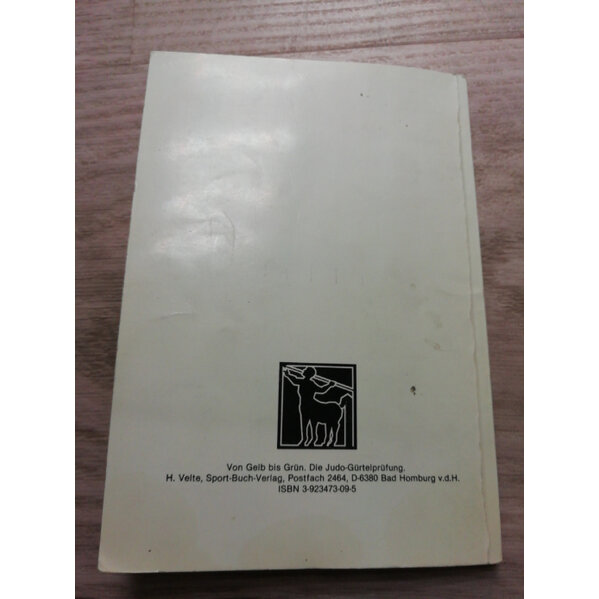 Von Gelb bis Grün. Die Judo-Gürtelprüfung.
H. Velte, Sport-Buch-Verlag, Postfach 2464, D-6380 Bad Homburg v.d.H.
ISBN 3-923473-09-5